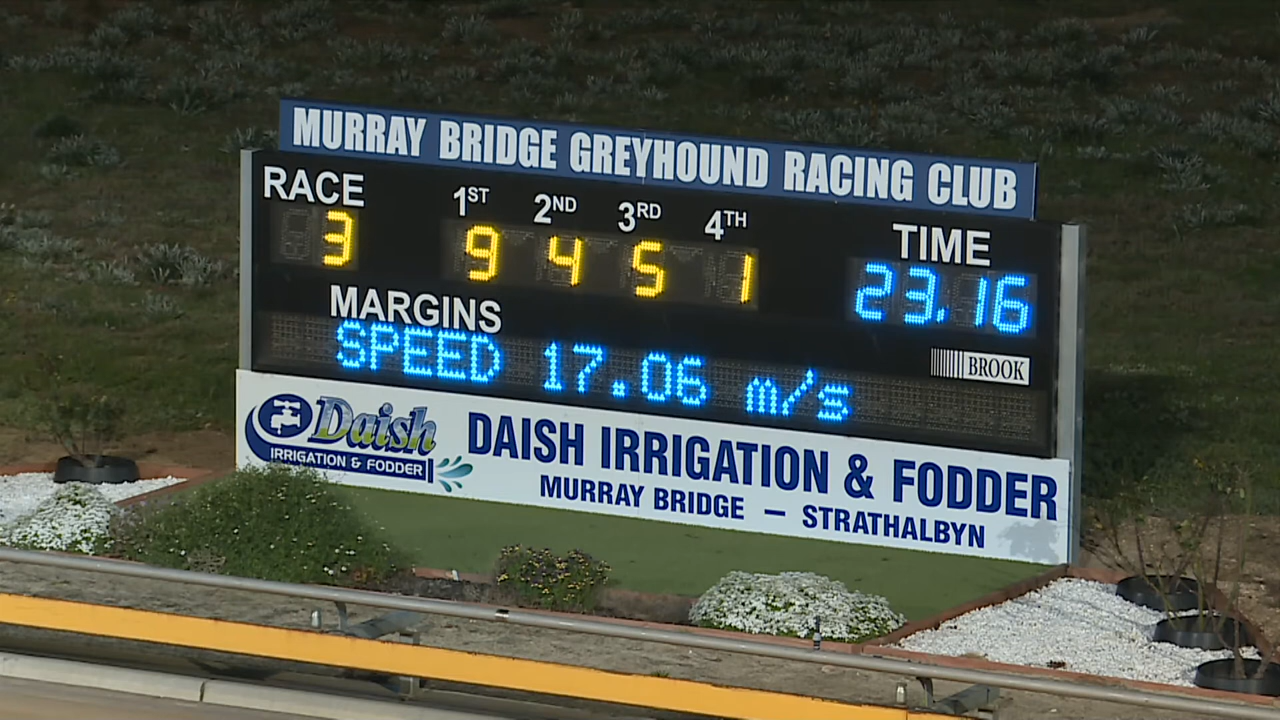 MURRAY BRIDGE GREYHOUND RACING CLUB
RACE 1ST 2ND 3RD 4TH TIME
3 9 4 5 1 23.16
MARGINS
SPEED 17.06 m/s
BROOK
Daish
IRRIGATION & FODDER
DAISH IRRIGATION & FODDER
MURRAY BRIDGE – STRATHALBYN